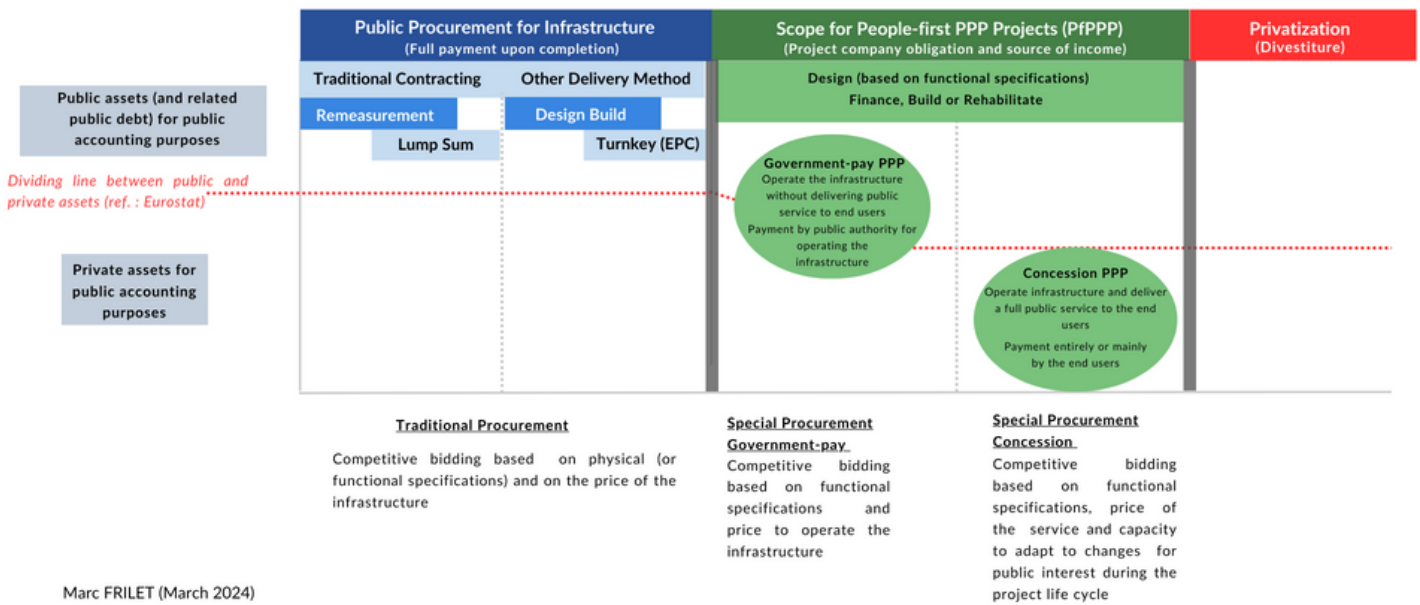 Public Procurement for Infrastructure
(Full payment upon completion)
Scope for People-first PPP Projects (PfPPP)
(Project company obligation and source of income)
Privatization
(Divestiture)
Traditional Contracting
Other Delivery Method
Design (based on functional specifications)
Finance, Build or Rehabilitate
Remeasurement
Lump Sum
Design Build
Turnkey (EPC)
Public assets (and related
public debt) for public
accounting purposes
Dividing line between public and
private assets (ref. : Eurostat)
Private assets for
public accounting
purposes
Government-pay PPP
Operate the infrastructure
without delivering public
service to end users
Payment by public authority for
operating the
infrastructure
Concession PPP
Operate infrastructure and deliver
a full public service to the end
users
Payment entirely or mainly
by the end users
Traditional Procurement
Competitive bidding based on physical (or
functional specifications) and on the price of the
infrastructure
Special Procurement
Government-pay
Competitive bidding
based on functional
specifications and
price to operate the
infrastructure
Special Procurement
Concession
Competitive bidding
based on functional
specifications, price of
the service and capacity
to adapt to changes for
public interest during the
project life cycle
Marc FRILET (March 2024)